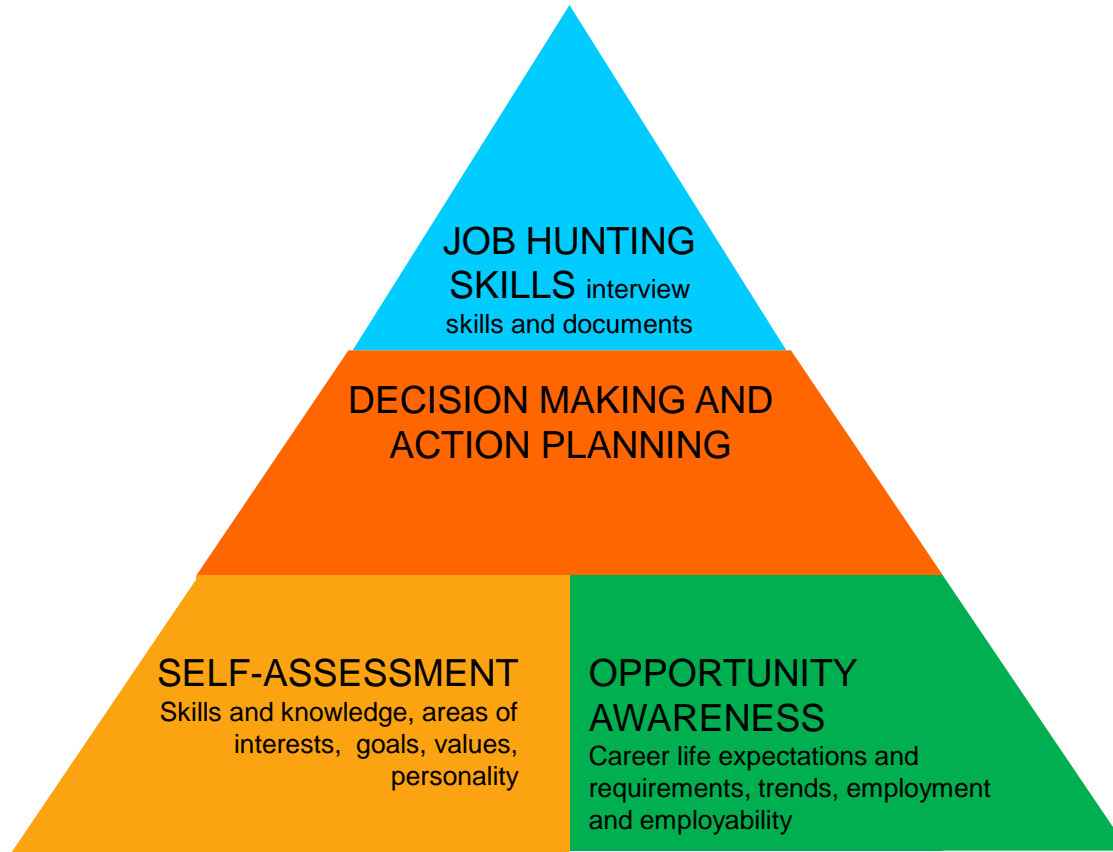 JOB HUNTING
SKILLS interview
skills and documents
DECISION MAKING AND
ACTION PLANNING
SELF-ASSESSMENT
Skills and knowledge, areas of
interests,  goals, values,
personality
OPPORTUNITY
AWARENESS
Career life expectations and
requirements, trends, employment
and employability